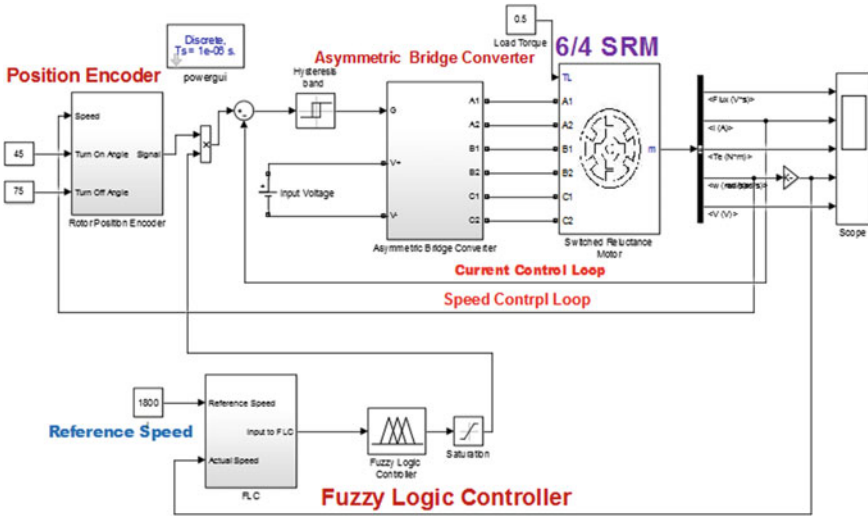 Discrete,
Ts = 1e-06 s.
powergui
0.5
Load Torque
6/4 SRM
Position Encoder
Asymmetric Bridge Converter
Hysteresis
band
Speed
Turn On Angle
Turn Off Angle
Signal
Rotor Position Encoder
45
75
x
+
-
G
V+
V-
A1
A2
B1
B2
C1
C2
Input Voltage
Asymmetric Bridge Converter
TL
A1
A2
B1
B2
C1
C2
m
Switched Reluctance
Motor
<Flux (V*s)>
<I (A)>
<Te (N*m)>
<V (V)>
Scope
Current Control Loop
Speed Contrpl Loop
1800
Reference Speed
Reference Speed
Actual Speed
Input to FLC
FLC
Fuzzy Logic
Controller
Saturation
Fuzzy Logic Controller